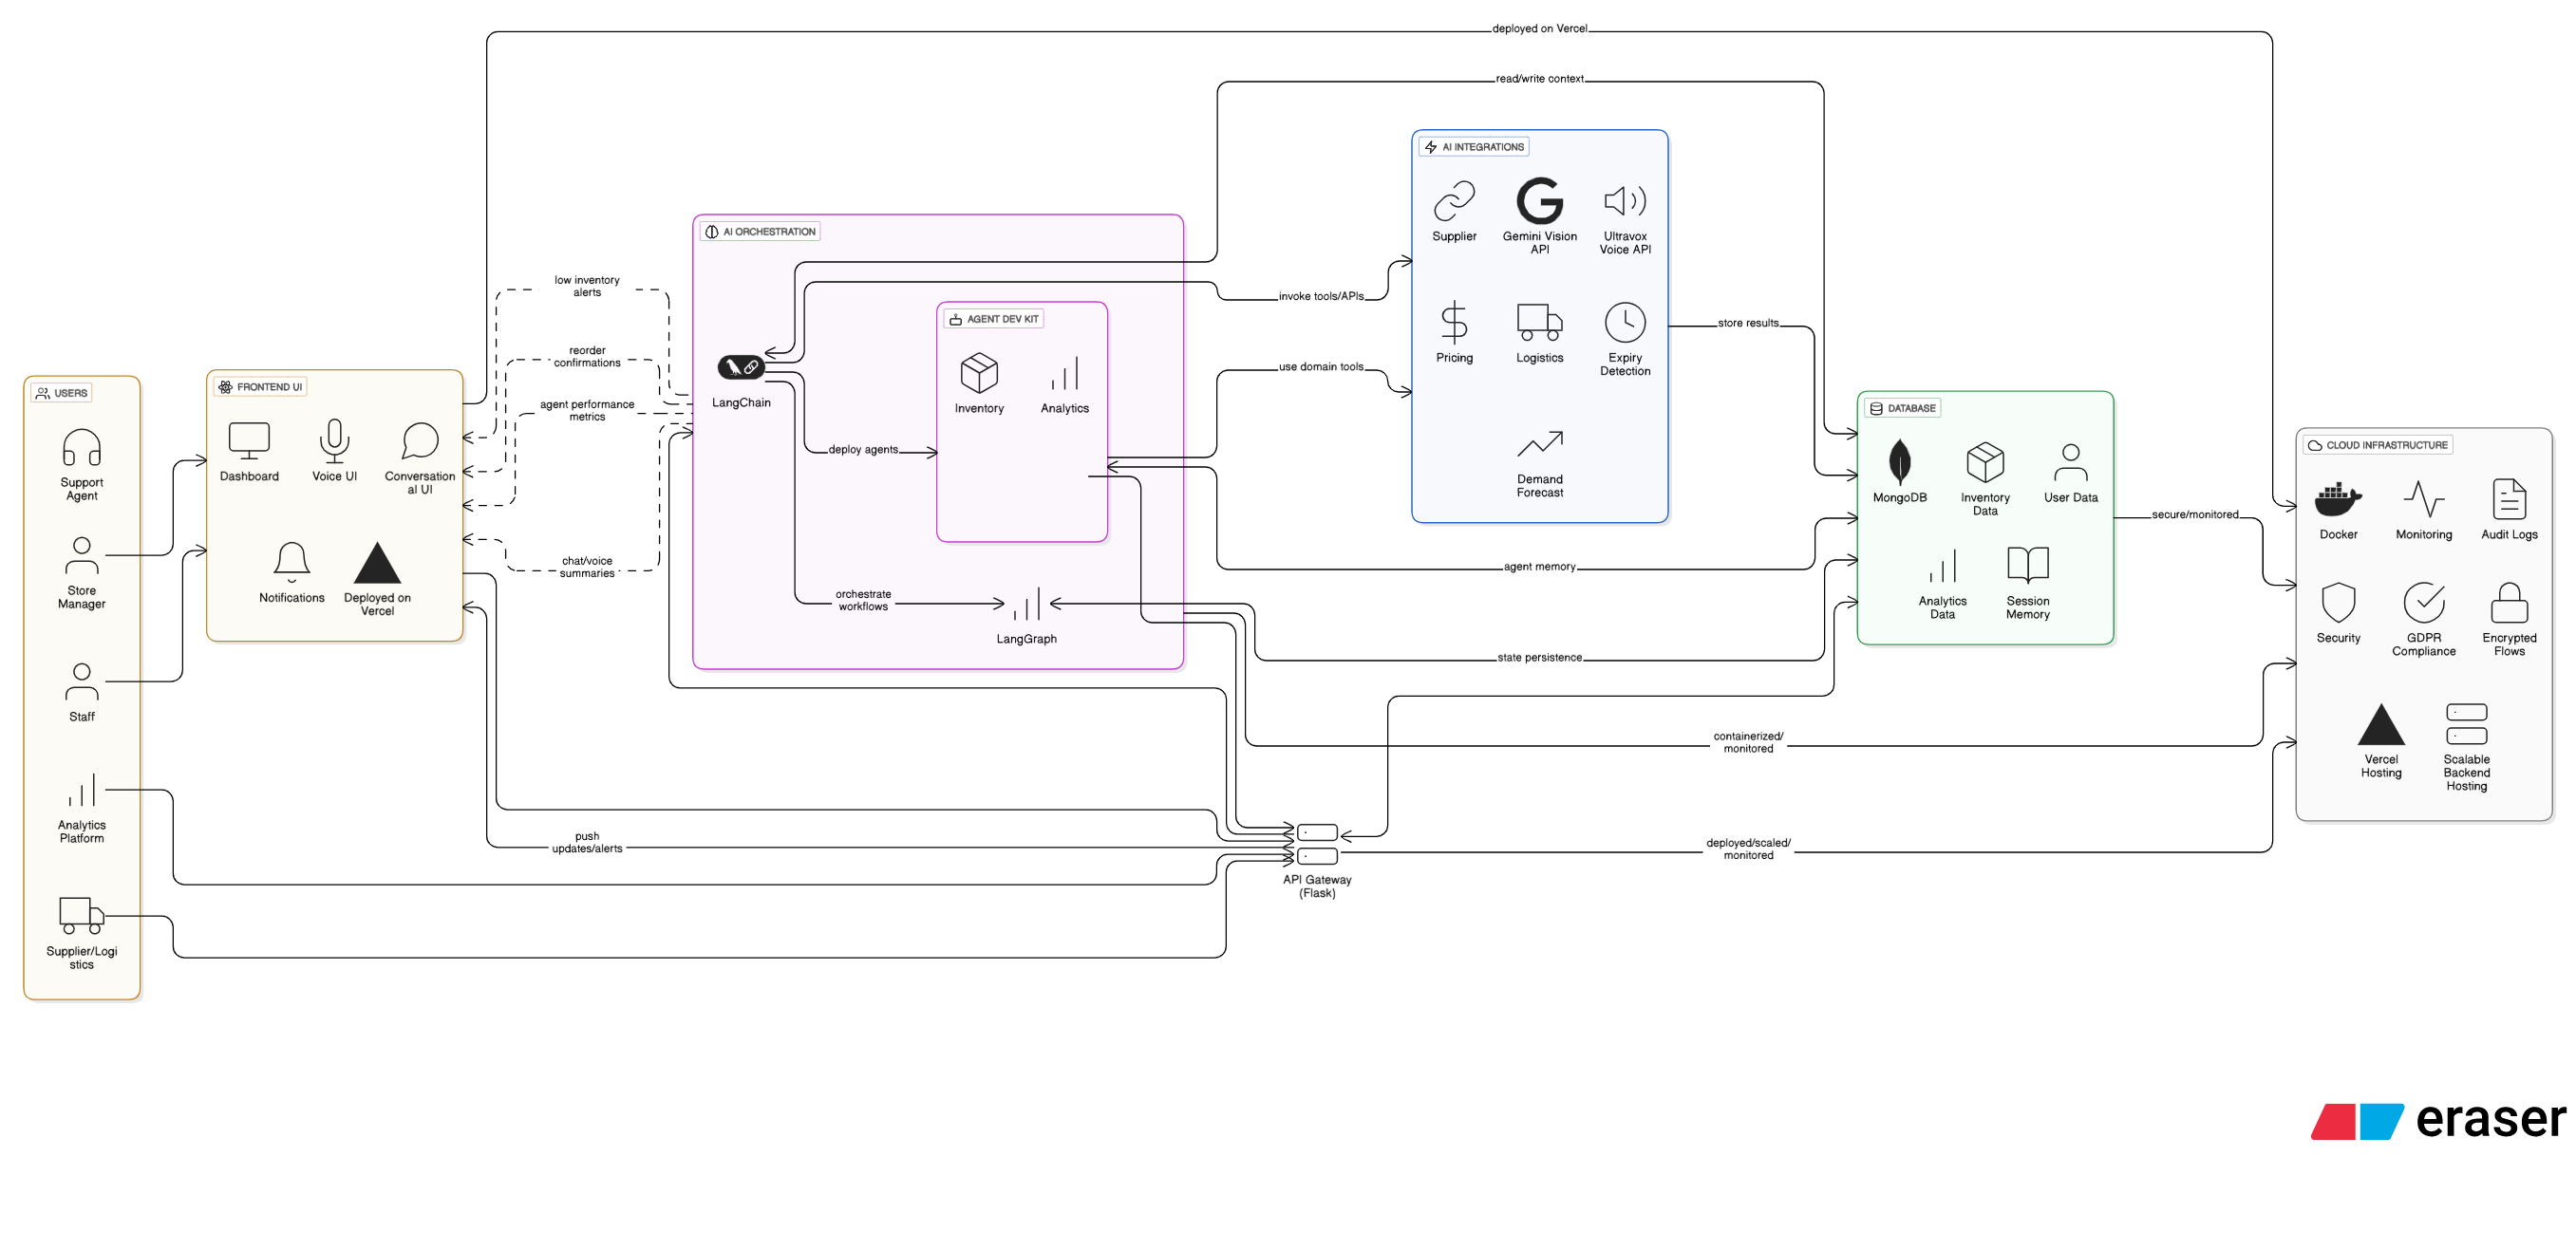 deployed on Vercel
read/write context
AI INTEGRATIONS
Supplier
Gemini Vision
API
Ultravox
Voice API
Pricing
Logistics
Expiry
Detection
Demand
Forecast
AI ORCHESTRATION
LangChain
AGENT DEV KIT
Inventory
Analytics
LangGraph
invoke tools/APIs
use domain tools
deploy agents
orchestrate
workflows
low inventory
alerts
reorder
confirmations
agent performance
metrics
chat/voice
summaries
USERS
Support
Agent
Store
Manager
Staff
Analytics
Platform
Supplier/Logi
stics
FRONTEND UI
Dashboard
Voice UI
Conversation
al UI
Notifications
Deployed on
Vercel
store results
agent memory
state persistence
DATABASE
MongoDB
Inventory
Data
User Data
Analytics
Data
Session
Memory
secure/monitored
CLOUD INFRASTRUCTURE
Docker
Monitoring
Audit Logs
Security
GDPR
Compliance
Encrypted
Flows
Vercel
Hosting
Scalable
Backend
Hosting
containerized/
monitored
push
updates/alerts
deployed/scaled/
monitored
API Gateway
(Flask)
eraser